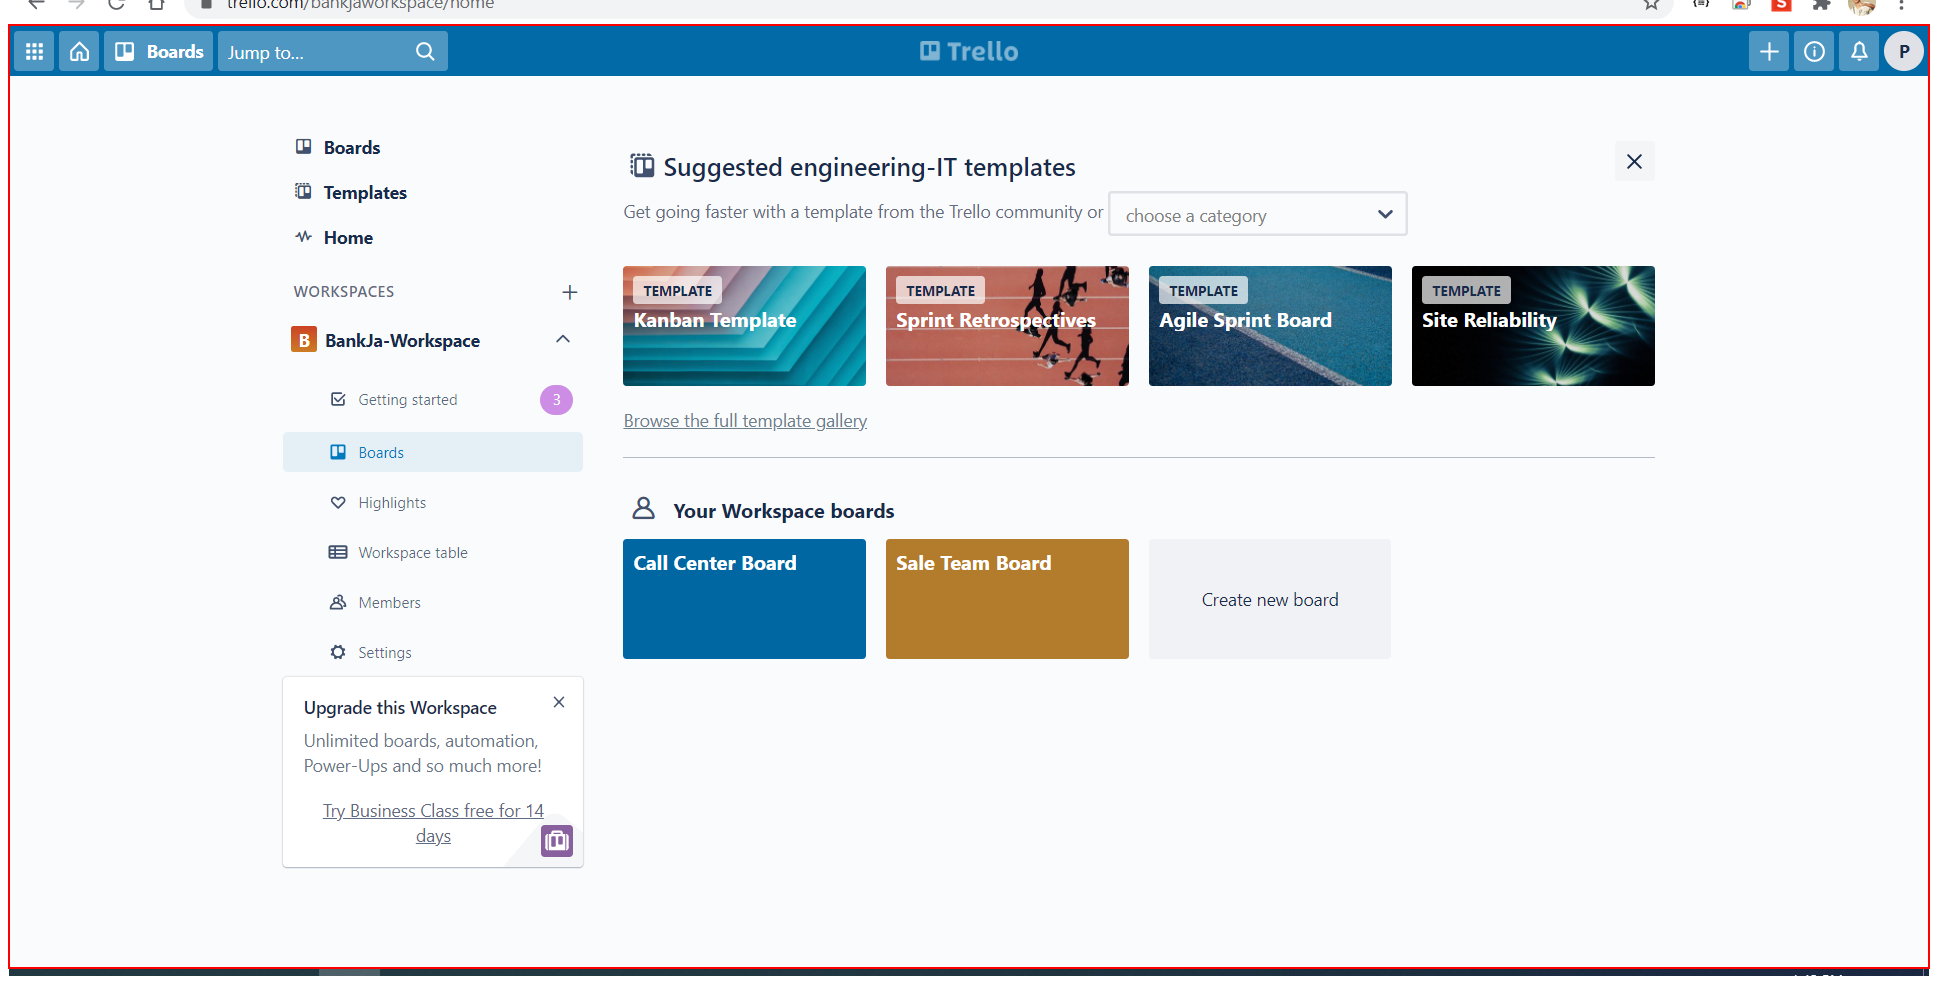 trello.com/bankjaworkspace/home
Boards
Jump to...
Trello
P
Boards
Templates
Home
WORKSPACES
B BankJa-Workspace
Getting started 3
Boards
Highlights
Workspace table
Members
Settings
Upgrade this Workspace
Unlimited boards, automation,
Power-Ups and so much more!
Try Business Class free for 14
days
Suggested engineering-IT templates
Get going faster with a template from the Trello community or choose a category
TEMPLATE
Kanban Template
TEMPLATE
Sprint Retrospectives
TEMPLATE
Agile Sprint Board
TEMPLATE
Site Reliability
Browse the full template gallery
Your Workspace boards
Call Center Board
Sale Team Board
Create new board